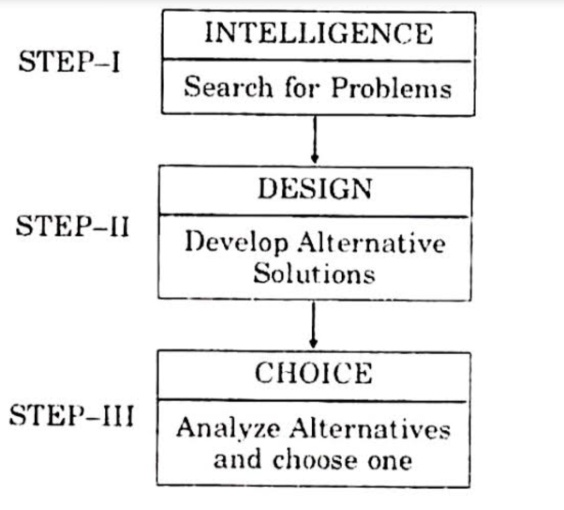 INTELLIGENCE
STEP–I
Search for Problems
DESIGN
STEP–II
Develop Alternative
Solutions
CHOICE
STEP–III
Analyze Alternatives
and choose one